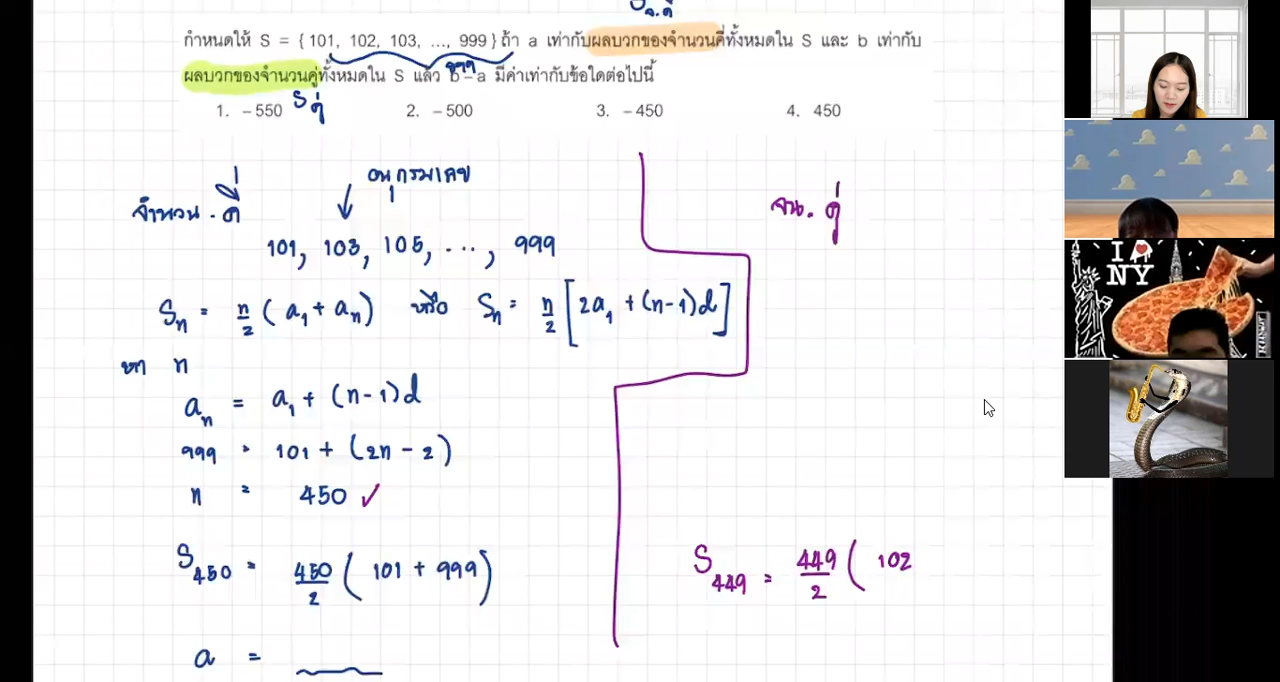 กำหนดให้ S = { 101, 102, 103, ..., 999 } ถ้า a เท่ากับผลบวกของจำนวนคี่ทั้งหมดใน S และ b เท่ากับ
ผลบวกของจำนวนคู่ทั้งหมดใน S แล้ว b – a มีค่าเท่ากับข้อใดต่อไปนี้
899
S คู่
1. –550 2. –500 3. –450 4. 450
อนุกรมเลข
จำนวน. คี่
จน. คู่
101, 103, 105, ..., 999
Sn = n/2 ( a1 + an ) หรือ Sn = n/2 [ 2a1 + (n-1)d ]
หา n
an = a1 + (n-1)d
999 = 101 + (2n - 2)
n = 450 ✓
S450 = 450/2 ( 101 + 999 )
S449 = 449/2 ( 102
a =
I ❤ NY